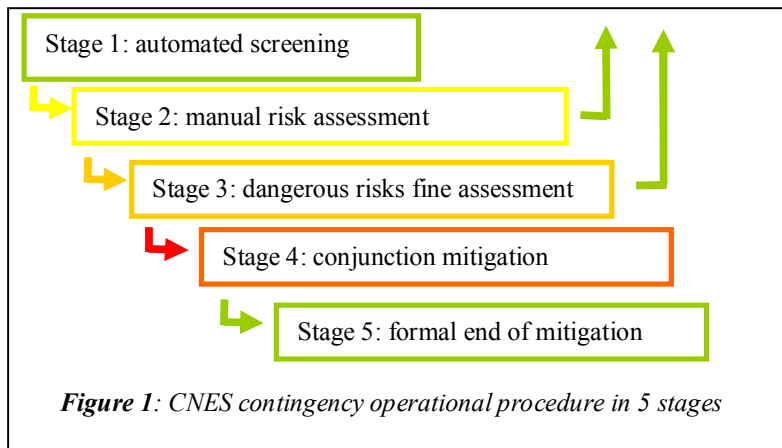 Stage 1: automated screening
Stage 2: manual risk assessment
Stage 3: dangerous risks fine assessment
Stage 4: conjunction mitigation
Stage 5: formal end of mitigation
Figure 1: CNES contingency operational procedure in 5 stages